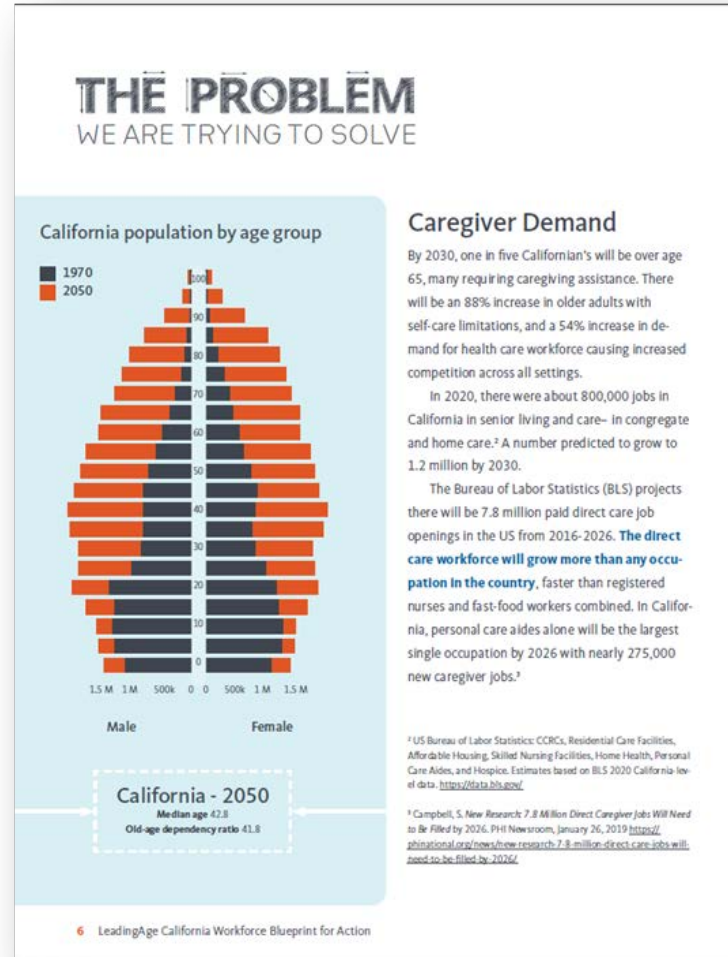 THE PROBLEM
WE ARE TRYING TO SOLVE
California population by age group
1970
2050
100
90
80
70
60
50
40
30
20
10
0
1.5 M 1 M 500k 0 0 500k 1 M 1.5 M
Male Female
California - 2050
Median age 42.8
Old-age dependency ratio 41.8
Caregiver Demand
By 2030, one in five Californian's will be over age
65, many requiring caregiving assistance. There
will be an 88% increase in older adults with
self-care limitations, and a 54% increase in de-
mand for health care workforce causing increased
competition across all settings.
In 2020, there were about 800,000 jobs in
California in senior living and care– in congregate
and home care.² A number predicted to grow to
1.2 million by 2030.
The Bureau of Labor Statistics (BLS) projects
there will be 7.8 million paid direct care job
openings in the US from 2016-2026. The direct
care workforce will grow more than any occu-
pation in the country, faster than registered
nurses and fast-food workers combined. In Califor-
nia, personal care aides alone will be the largest
single occupation by 2026 with nearly 275,000
new caregiver jobs.³
² US Bureau of Labor Statistics: CCRCs, Residential Care Facilities,
Affordable Housing, Skilled Nursing Facilities, Home Health, Personal
Care Aides, and Hospice. Estimates based on BLS 2020 California-lev-
el data. https://data.bls.gov/
³ Campbell, S. New Research: 7.8 Million Direct Caregiver Jobs Will Need
to Be Filled by 2026. PHI Newsroom, January 26, 2019 https://
phinational.org/news/new-research-7-8-million-direct-care-jobs-will-
need-to-be-filled-by-2026/
6 LeadingAge California Workforce Blueprint for Action